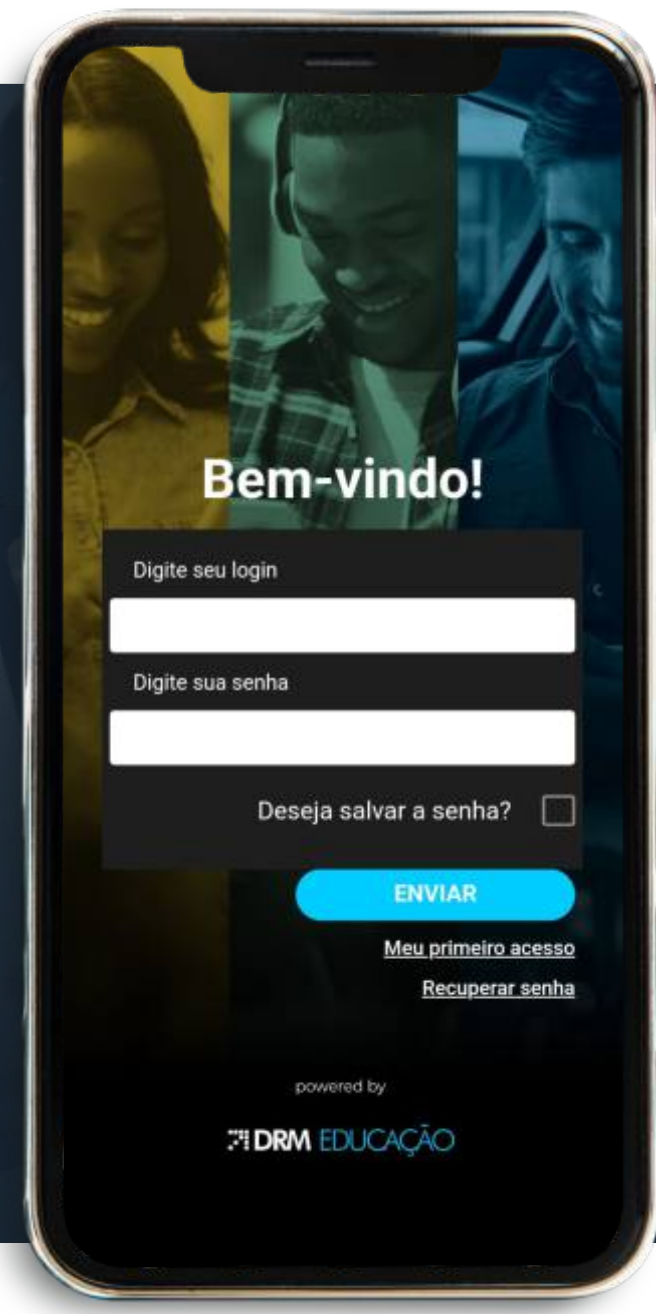 Bem-vindo!
Digite seu login
Digite sua senha
Deseja salvar a senha?
ENVIAR
Meu primeiro acesso
Recuperar senha
powered by
DRM EDUCAÇÃO